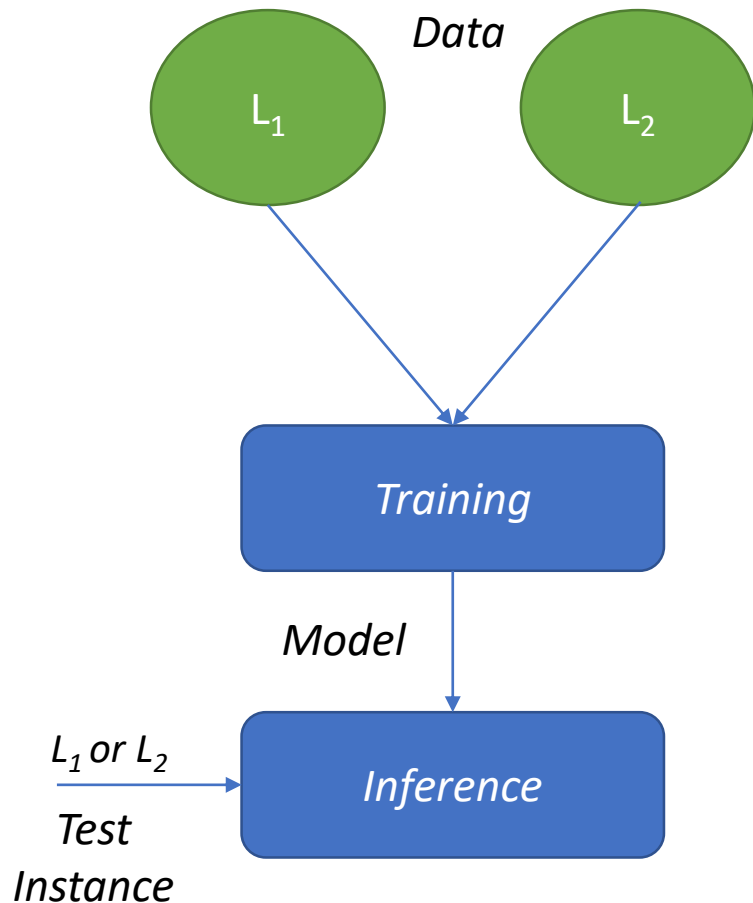 Data
L₁
L₂
Training
Model
L₁ or L₂
Inference
Test
Instance